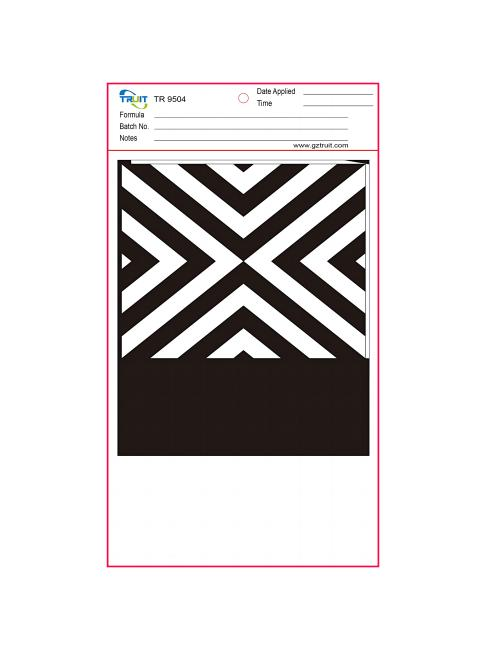 TRUIT TR 9504
Date Applied
Time
Formula
Batch No.
Notes
www.gztruit.com